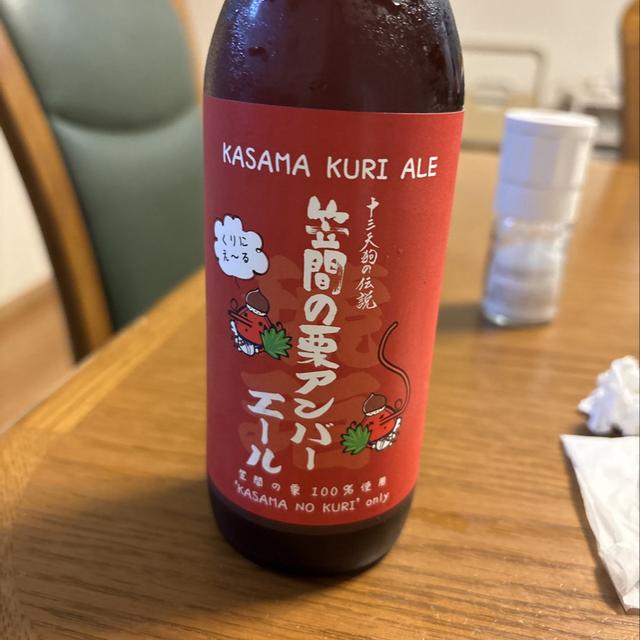 KASAMA KURI ALE
十三天狗の伝説
笠間の栗アンバー
エール
くりに
え〜る
笠間の栗100%使用
'KASAMA NO KURI' only